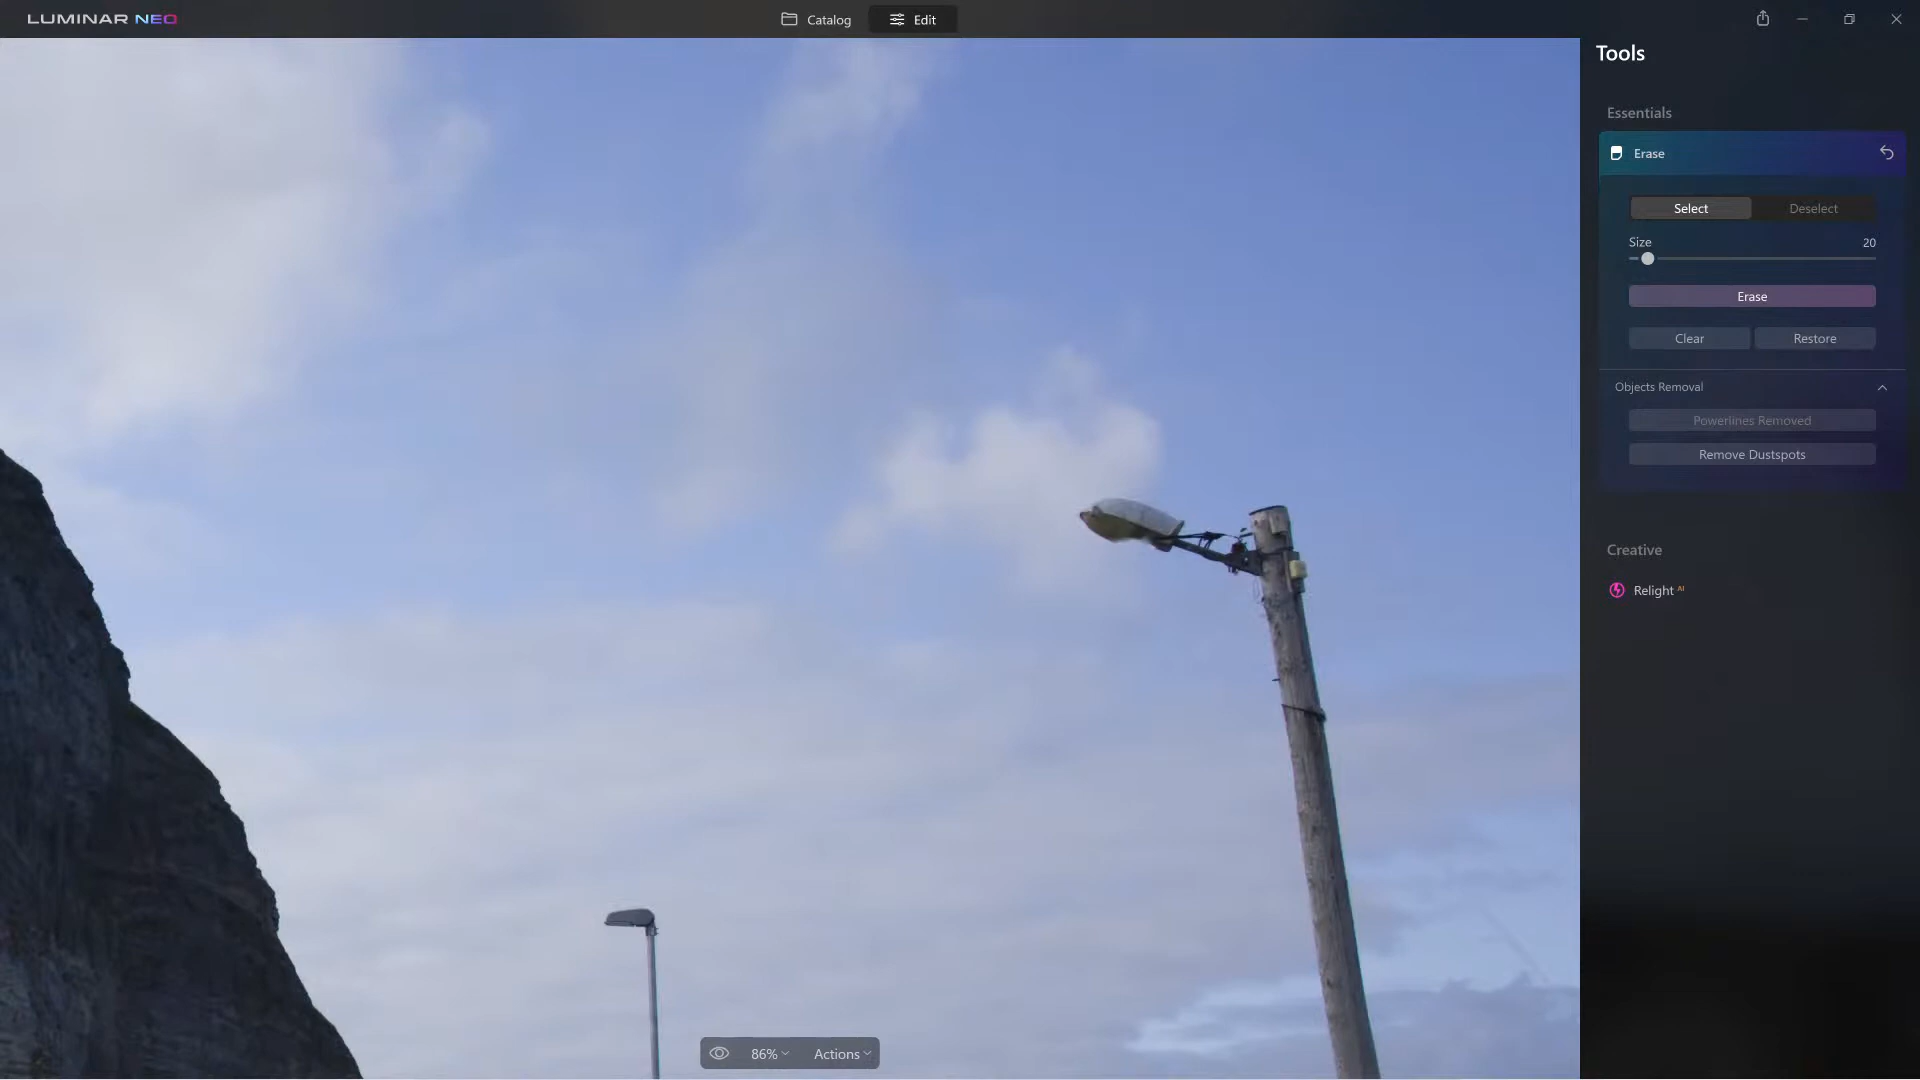 LUMINAR NEO
Catalog
Edit
Tools
Essentials
Erase
Select
Deselect
Size
20
Erase
Clear
Restore
Objects Removal
Powerlines Removed
Remove Dustspots
Creative
Relight AI
86%
Actions